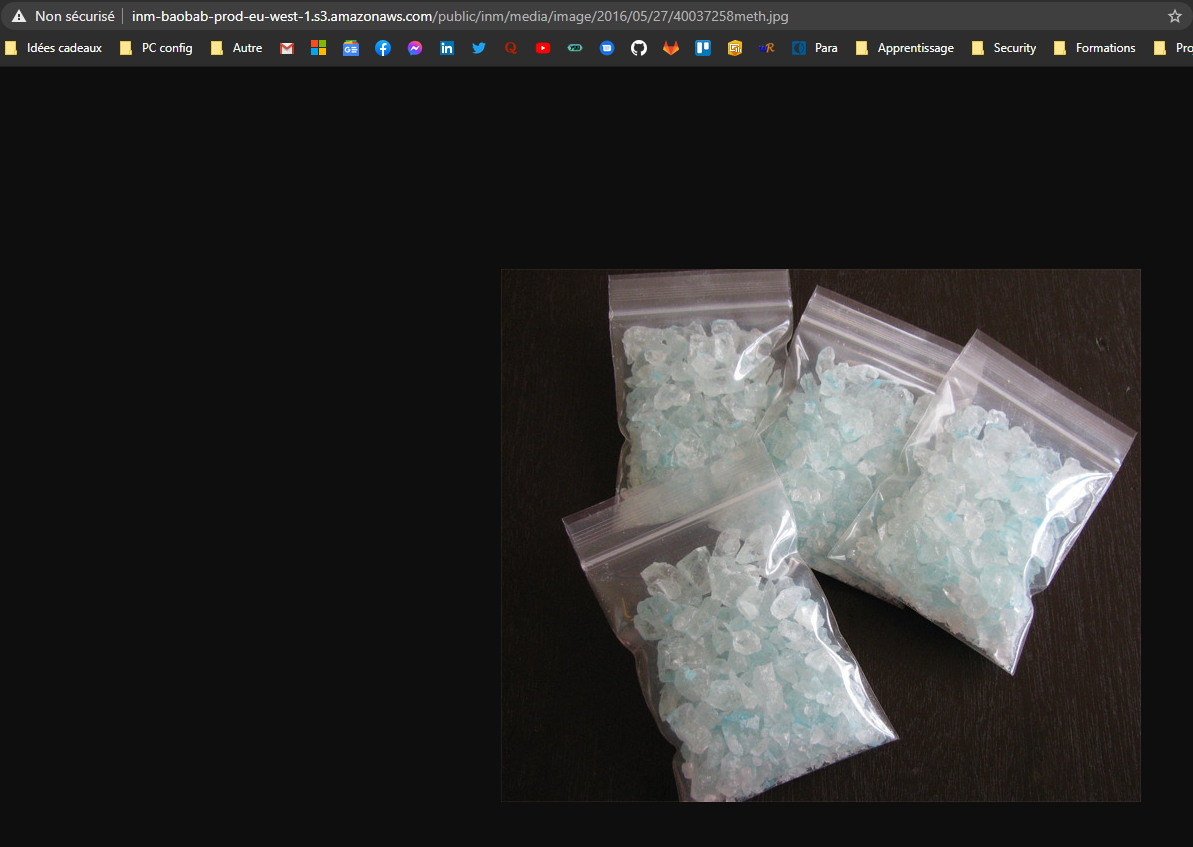 Non sécurisé inm-baobab-prod-eu-west-1.s3.amazonaws.com/public/inm/media/image/2016/05/27/40037258meth.jpg
Idées cadeaux PC config Autre Para Apprentissage Security Formations Pro